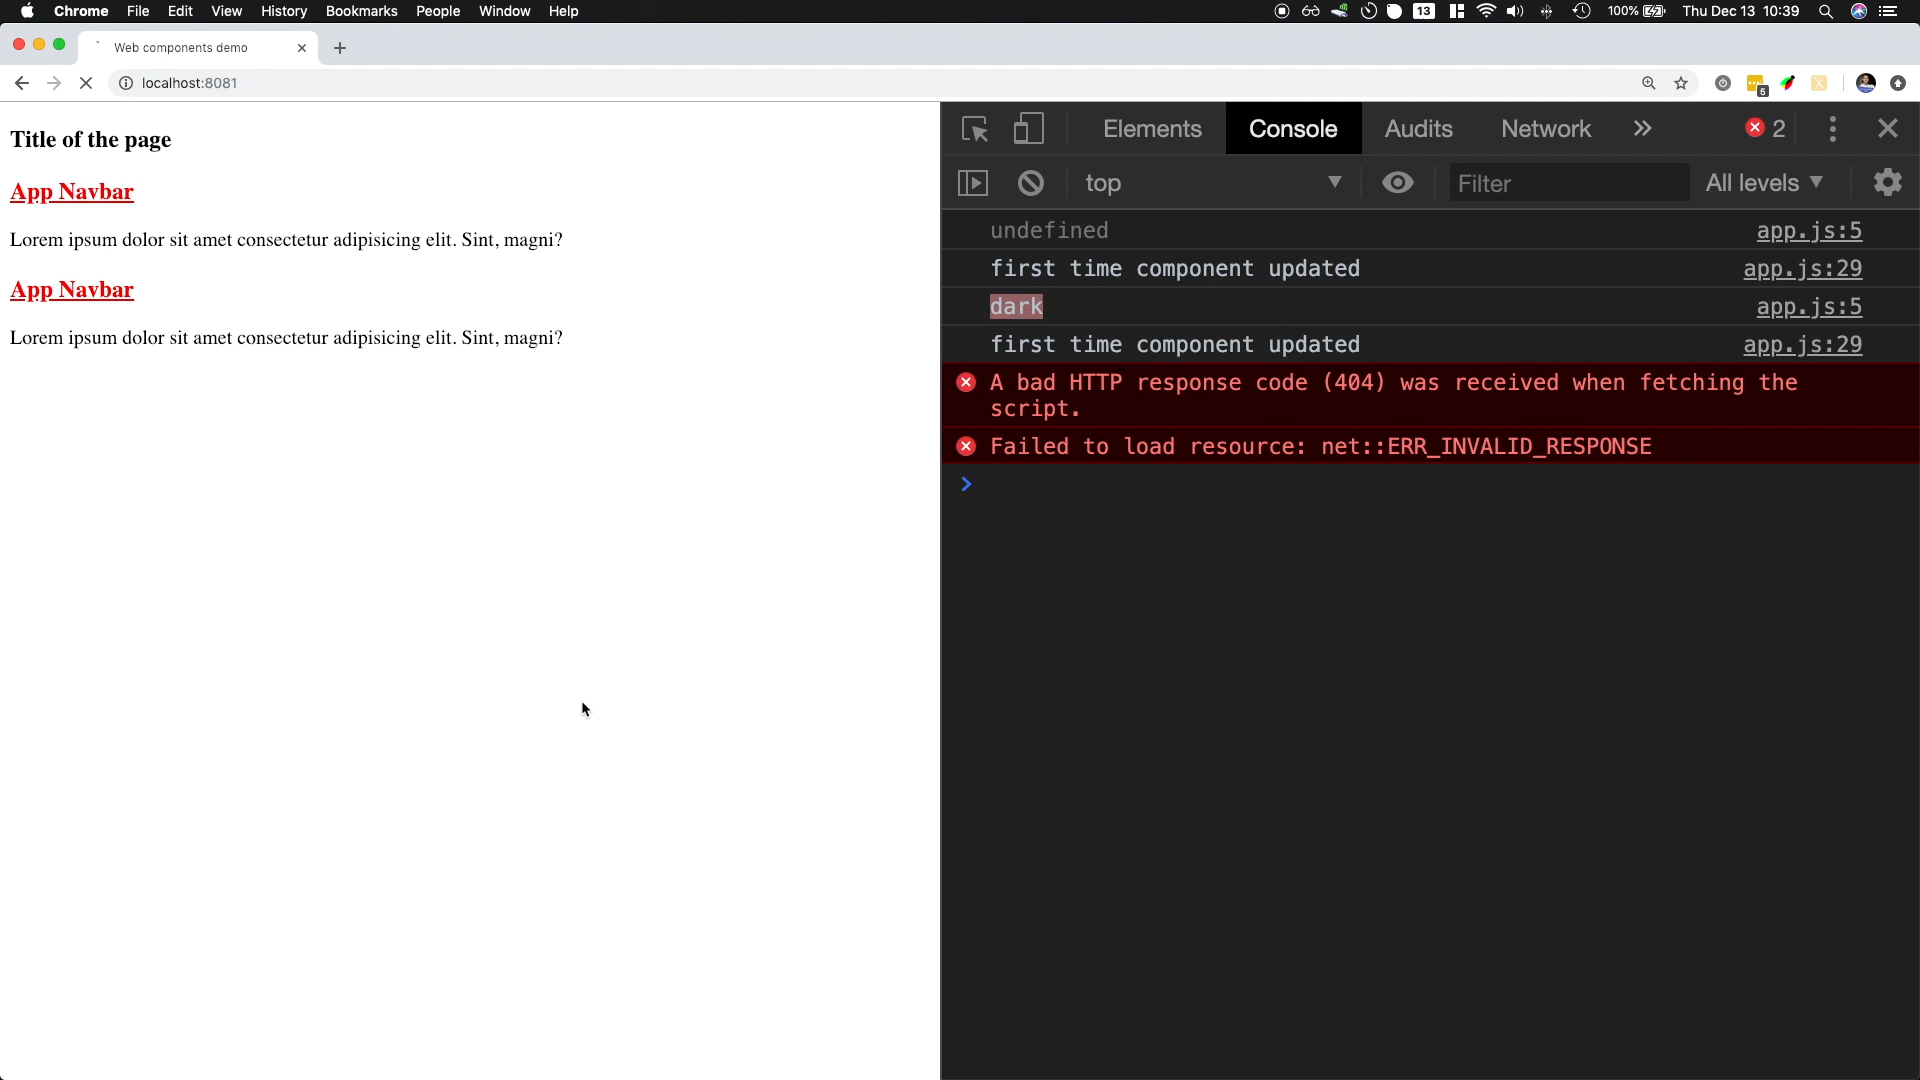 Chrome File Edit View History Bookmarks People Window Help 13 100% Thu Dec 13 10:39
Web components demo
localhost:8081
5
Title of the page
App Navbar
Lorem ipsum dolor sit amet consectetur adipisicing elit. Sint, magni?
App Navbar
Lorem ipsum dolor sit amet consectetur adipisicing elit. Sint, magni?
Elements Console Audits Network 2
top Filter All levels
undefined app.js:5
first time component updated app.js:29
dark app.js:5
first time component updated app.js:29
A bad HTTP response code (404) was received when fetching the
script.
Failed to load resource: net::ERR_INVALID_RESPONSE